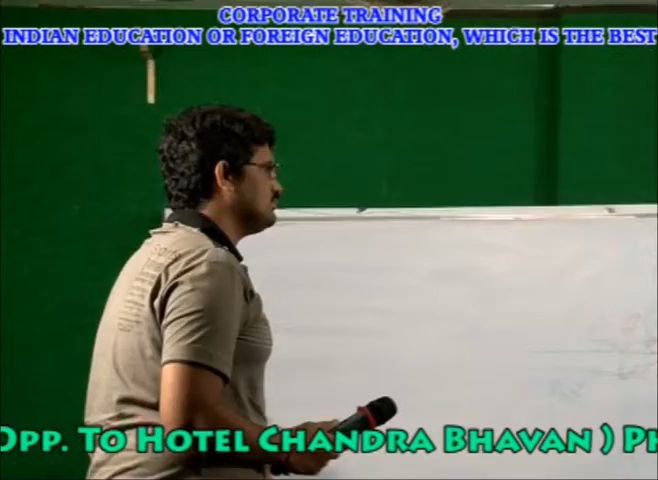 CORPORATE TRAINING
INDIAN EDUCATION OR FOREIGN EDUCATION, WHICH IS THE BEST
OPP. TO HOTEL CHANDRA BHAVAN ) PH